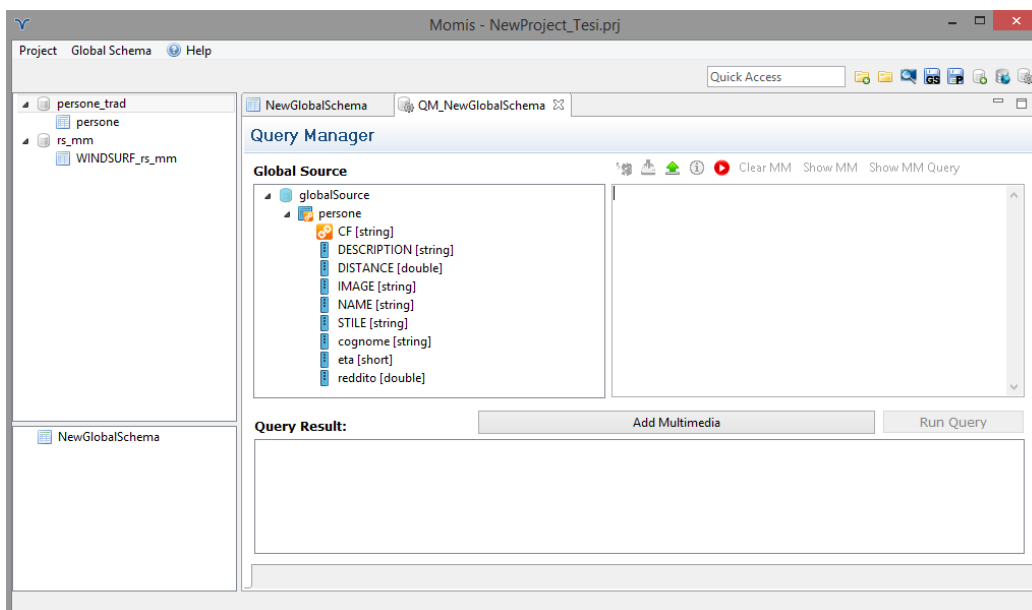 Momis - NewProject_Tesi.prj
Project Global Schema Help
Quick Access
GS P
persone_trad
persone
rs_mm
WINDSURF_rs_mm
NewGlobalSchema QM_NewGlobalSchema
Query Manager
Global Source
Clear MM Show MM Show MM Query
globalSource
persone
CF [string]
DESCRIPTION [string]
DISTANCE [double]
IMAGE [string]
NAME [string]
STILE [string]
cognome [string]
eta [short]
reddito [double]
NewGlobalSchema
Query Result: Add Multimedia Run Query